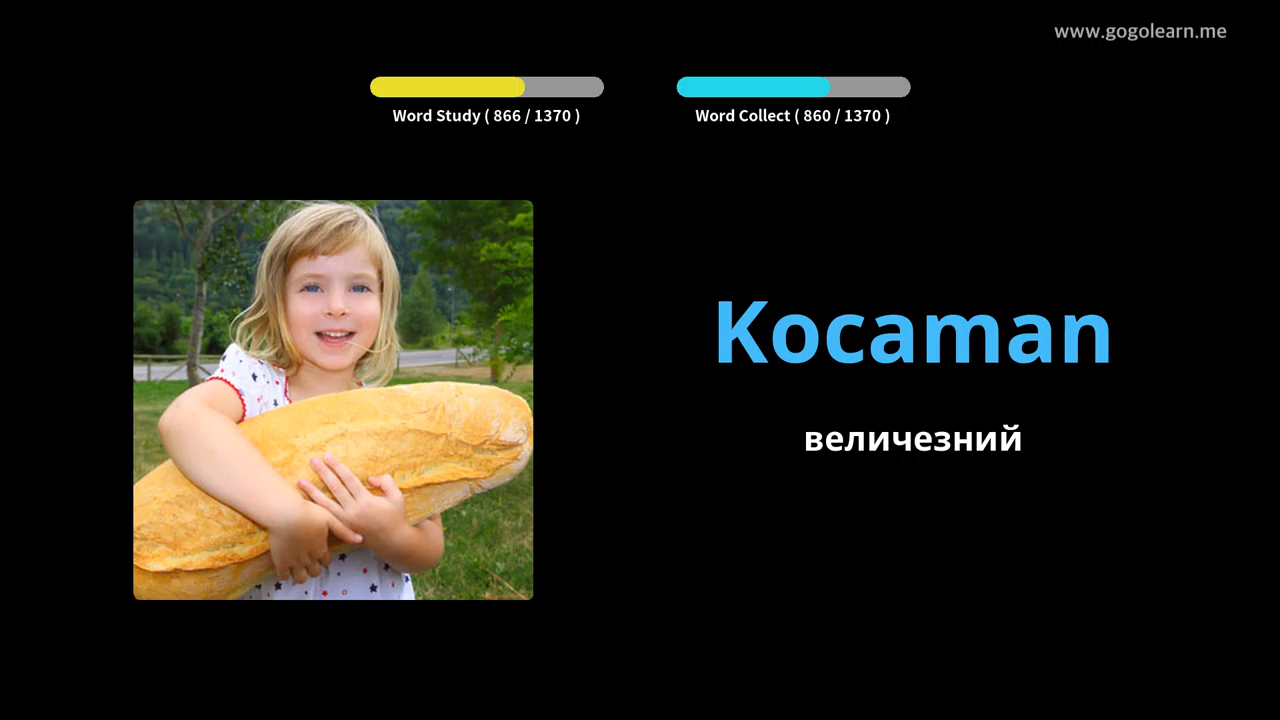 www.gogolearn.me
Word Study ( 866 / 1370 )
Word Collect ( 860 / 1370 )
Kocaman
величезний